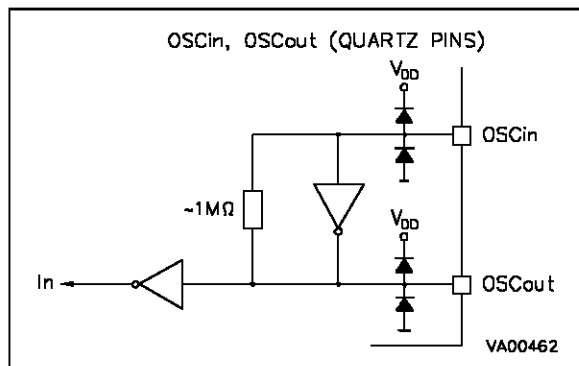 OSCin, OSCout (QUARTZ PINS)
VDD
OSCin
~1MΩ
VDD
In
OSCout
VA00462